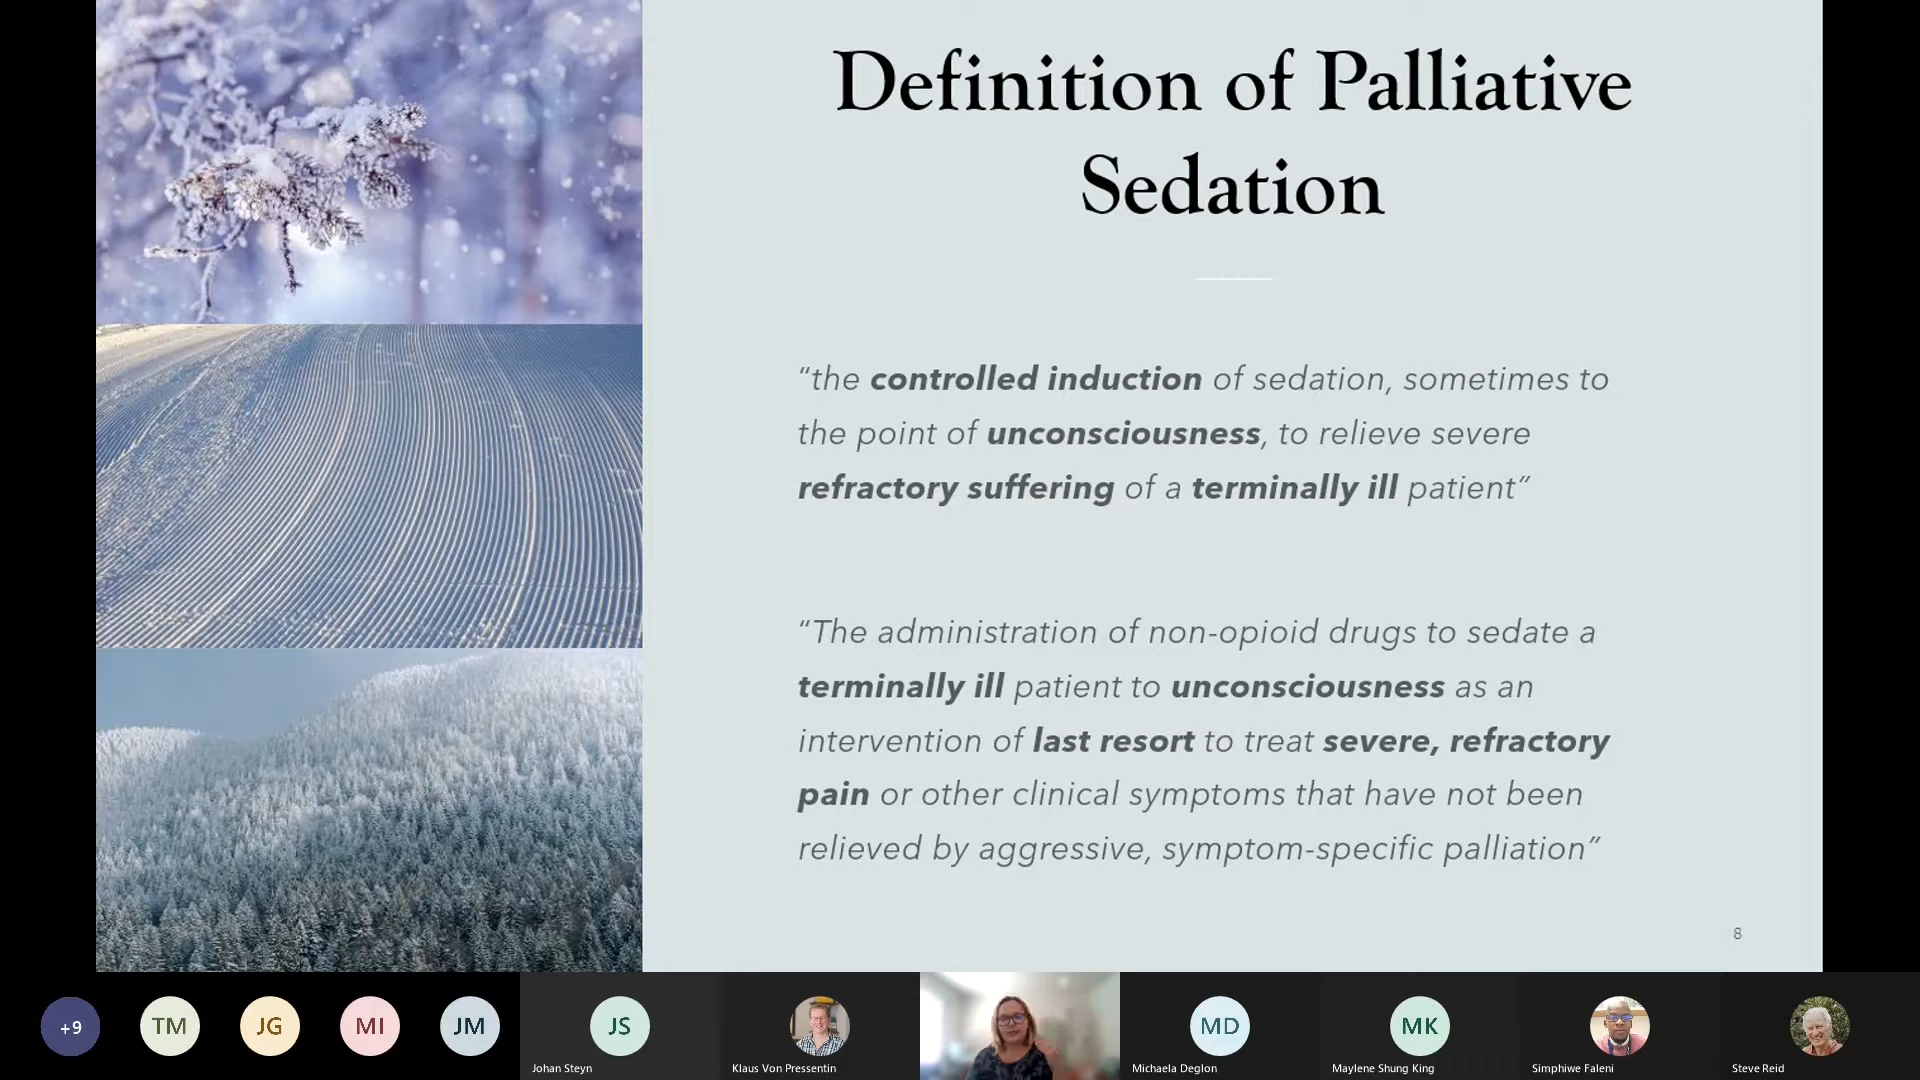 Definition of Palliative
Sedation
“the controlled induction of sedation, sometimes to
the point of unconsciousness, to relieve severe
refractory suffering of a terminally ill patient”
“The administration of non-opioid drugs to sedate a
terminally ill patient to unconsciousness as an
intervention of last resort to treat severe, refractory
pain or other clinical symptoms that have not been
relieved by aggressive, symptom-specific palliation”
8
+9
TM
JG
MI
JM
JS
MD
MK
Johan Steyn
Klaus Von Pressentin
Michaela Deglon
Maylene Shung King
Simphiwe Faleni
Steve Reid